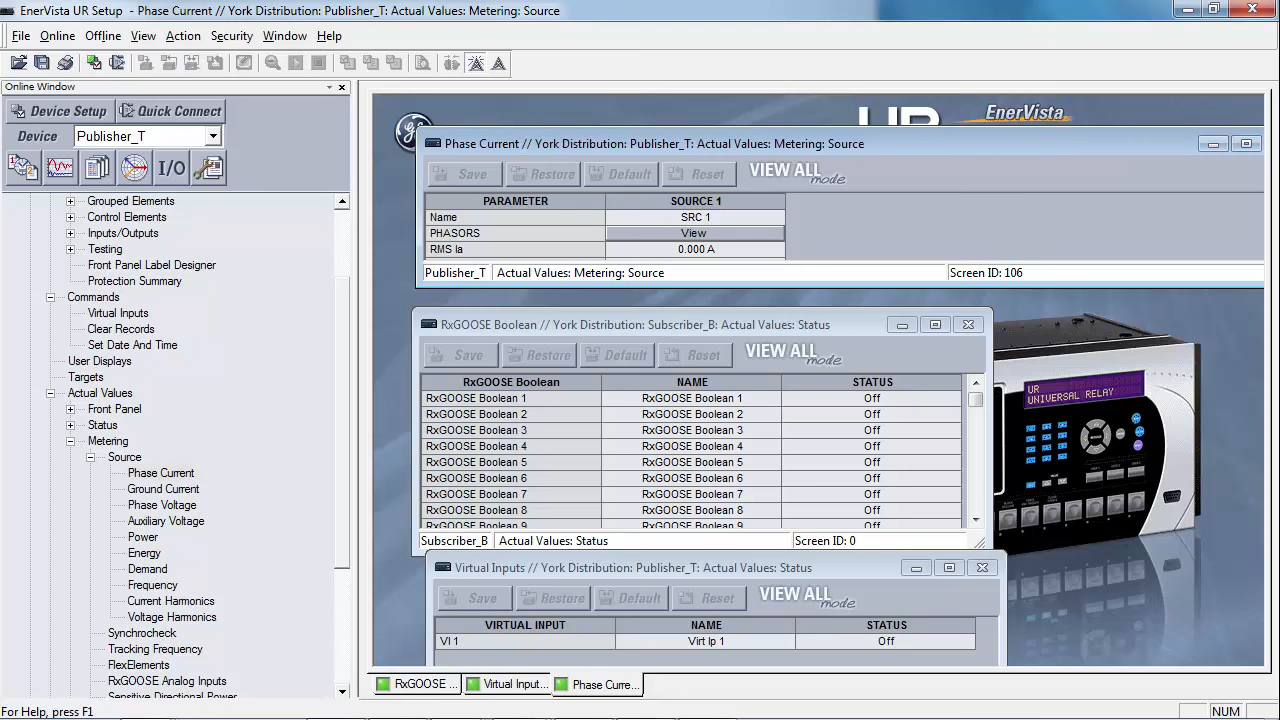 EnerVista UR Setup - Phase Current // York Distribution: Publisher_T: Actual Values: Metering: Source
File Online Offline View Action Security Window Help
Online Window
Device Setup Quick Connect
Device Publisher_T
I/O
Grouped Elements
Control Elements
Inputs/Outputs
Testing
Front Panel Label Designer
Protection Summary
Commands
Virtual Inputs
Clear Records
Set Date And Time
User Displays
Targets
Actual Values
Front Panel
Status
Metering
Source
Phase Current
Ground Current
Phase Voltage
Auxiliary Voltage
Power
Energy
Demand
Frequency
Current Harmonics
Voltage Harmonics
Synchrocheck
Tracking Frequency
FlexElements
RxGOOSE Analog Inputs
Sensitive Directional Power
UR EnerVista
Phase Current // York Distribution: Publisher_T: Actual Values: Metering: Source
Save Restore Default Reset VIEW ALL mode
PARAMETER SOURCE 1
Name SRC 1
PHASORS View
RMS Ia 0.000 A
Publisher_T Actual Values: Metering: Source Screen ID: 106
RxGOOSE Boolean // York Distribution: Subscriber_B: Actual Values: Status
Save Restore Default Reset VIEW ALL mode
RxGOOSE Boolean NAME STATUS
RxGOOSE Boolean 1 RxGOOSE Boolean 1 Off
RxGOOSE Boolean 2 RxGOOSE Boolean 2 Off
RxGOOSE Boolean 3 RxGOOSE Boolean 3 Off
RxGOOSE Boolean 4 RxGOOSE Boolean 4 Off
RxGOOSE Boolean 5 RxGOOSE Boolean 5 Off
RxGOOSE Boolean 6 RxGOOSE Boolean 6 Off
RxGOOSE Boolean 7 RxGOOSE Boolean 7 Off
RxGOOSE Boolean 8 RxGOOSE Boolean 8 Off
RxGOOSE Boolean 9 RxGOOSE Boolean 9 Off
Subscriber_B Actual Values: Status Screen ID: 0
UR
UNIVERSAL RELAY
Virtual Inputs // York Distribution: Publisher_T: Actual Values: Status
Save Restore Default Reset VIEW ALL mode
VIRTUAL INPUT NAME STATUS
VI 1 Virt Ip 1 Off
RxGOOSE ... Virtual Input... Phase Curre...
For Help, press F1 NUM